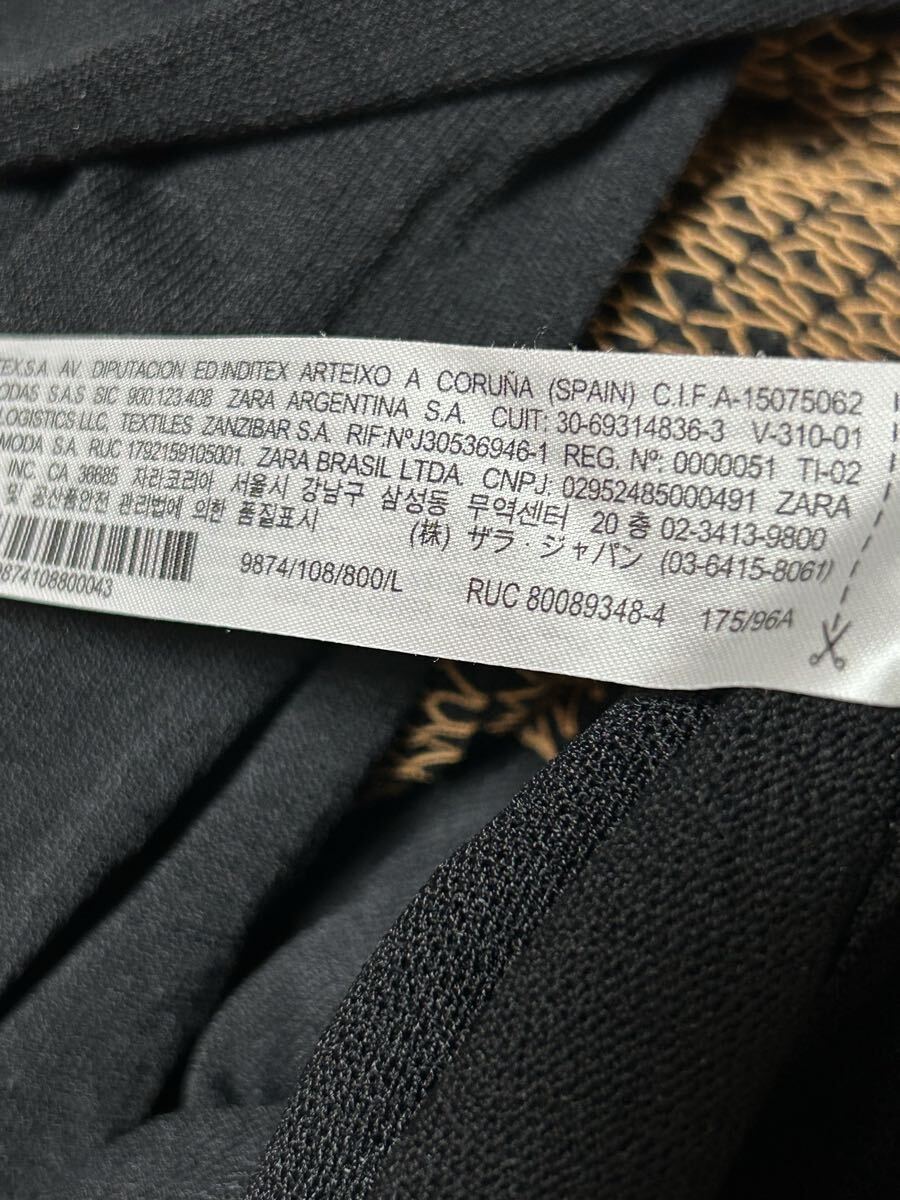 TEX,S.A. AV. DIPUTACION ED.INDITEX ARTEIXO A CORUÑA (SPAIN) C.I.F.A-15075062
ODAS S.A.S SIC 900 123 408 ZARA ARGENTINA S.A. CUIT: 30-69314836-3 V-310-01
LOGISTICS LLC, TEXTILES ZANZIBAR S.A. RIF:NºJ30536946-1 REG. Nº: 0000051 TI-02
MODA S.A. RUC 1792159105001, ZARA BRASIL LTDA. CNPJ: 02952485000491 ZARA
INC. CA 36685 자라코리아 서울시 강남구 삼성동 무역센터 20 층 02-3413-9800
및 공산품안전 관리법에 의한 품질표시 (株) ザラ・ジャパン (03-6415-8061)
9874108800043 9874/108/800/L RUC 80089348-4 175/96A